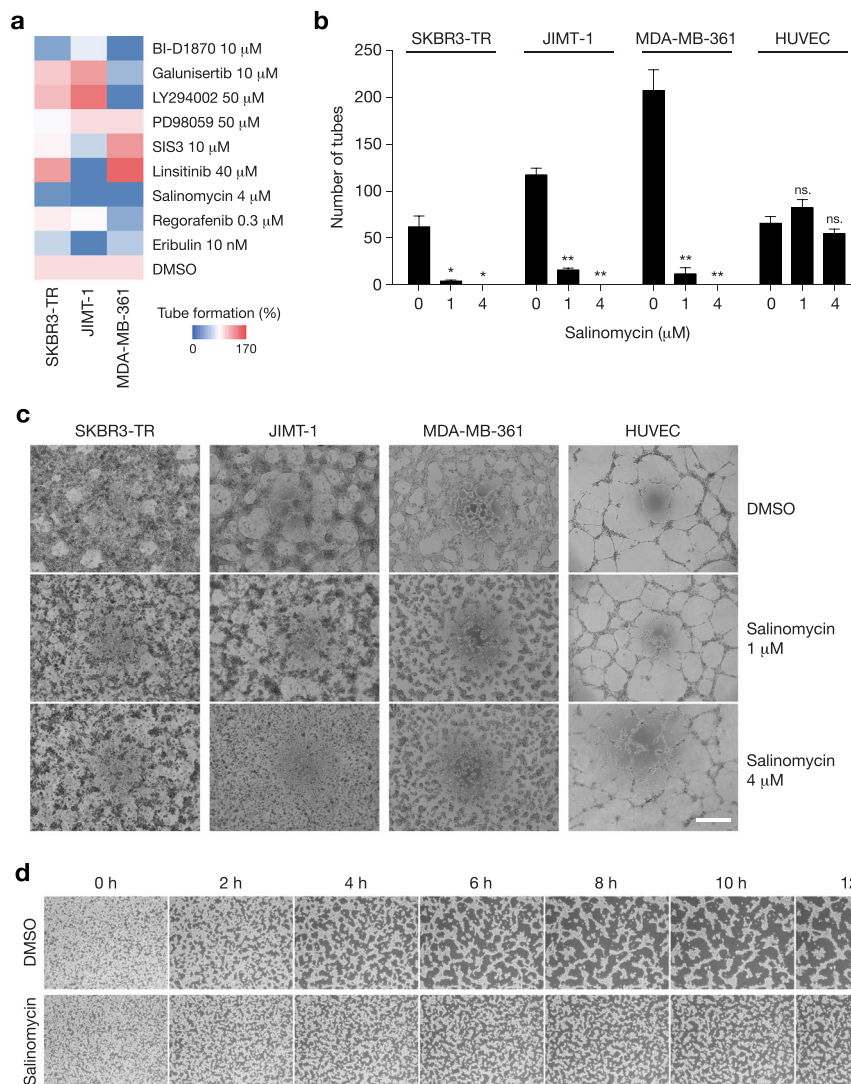 a
BI-D1870 10 μM
Galunisertib 10 μM
LY294002 50 μM
PD98059 50 μM
SIS3 10 μM
Linsitinib 40 μM
Salinomycin 4 μM
Regorafenib 0.3 μM
Eribulin 10 nM
DMSO
SKBR3-TR
JIMT-1
MDA-MB-361
Tube formation (%)
0 170
b
SKBR3-TR JIMT-1 MDA-MB-361 HUVEC
Number of tubes
250
200
150
100
50
0
* * ** ** ** ** ns. ns.
0 1 4 0 1 4 0 1 4 0 1 4
Salinomycin (μM)
c
SKBR3-TR JIMT-1 MDA-MB-361 HUVEC
DMSO
Salinomycin
1 μM
Salinomycin
4 μM
d
0 h 2 h 4 h 6 h 8 h 10 h
DMSO
Salinomycin